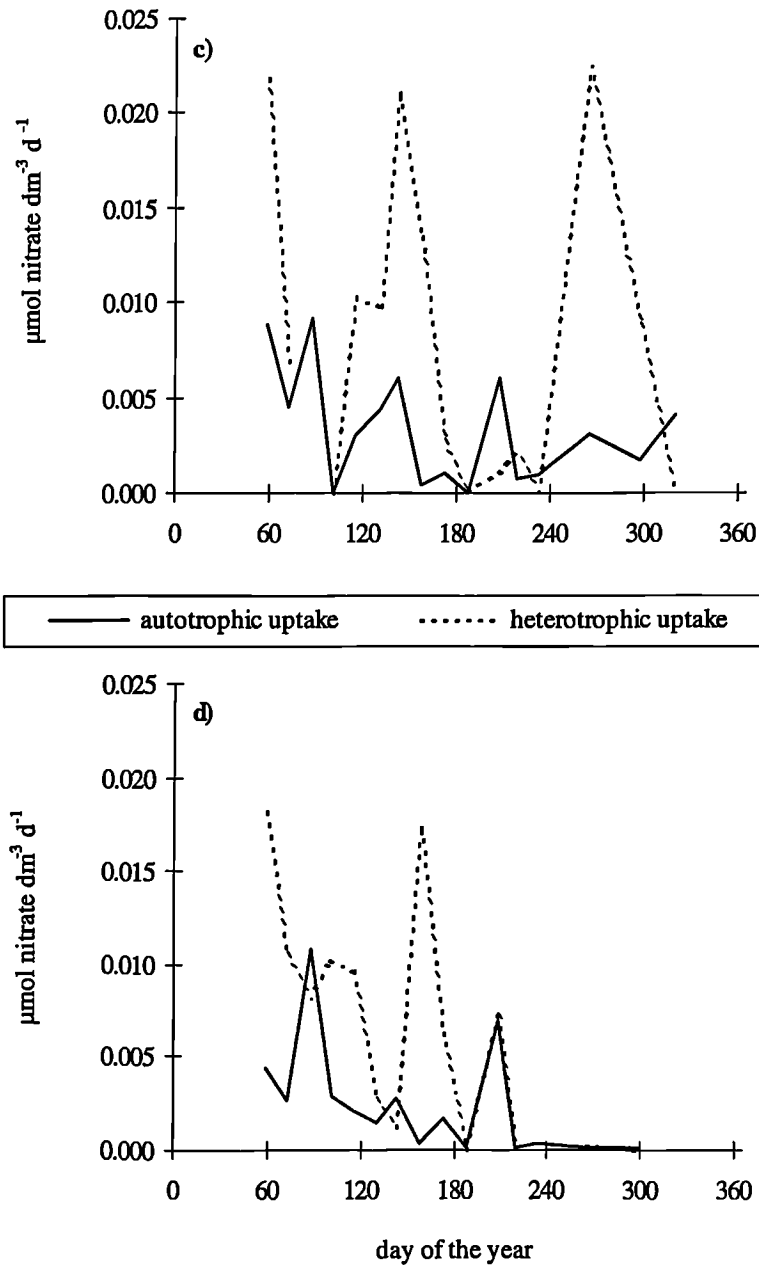 c)
µmol nitrate dm⁻³ d⁻¹
0.025
0.020
0.015
0.010
0.005
0.000
0 60 120 180 240 300 360
autotrophic uptake heterotrophic uptake
d)
µmol nitrate dm⁻³ d⁻¹
0.025
0.020
0.015
0.010
0.005
0.000
0 60 120 180 240 300 360
day of the year